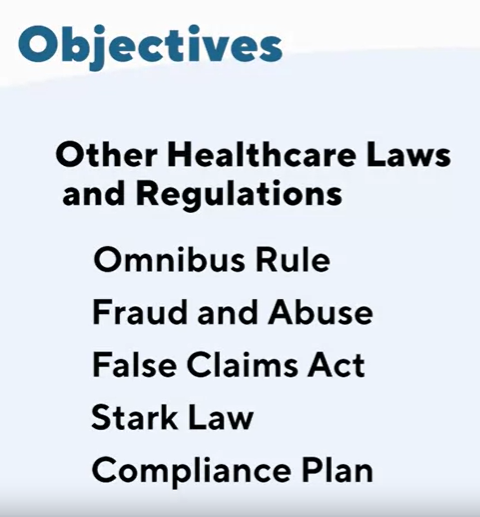 Objectives
Other Healthcare Laws
and Regulations
Omnibus Rule
Fraud and Abuse
False Claims Act
Stark Law
Compliance Plan